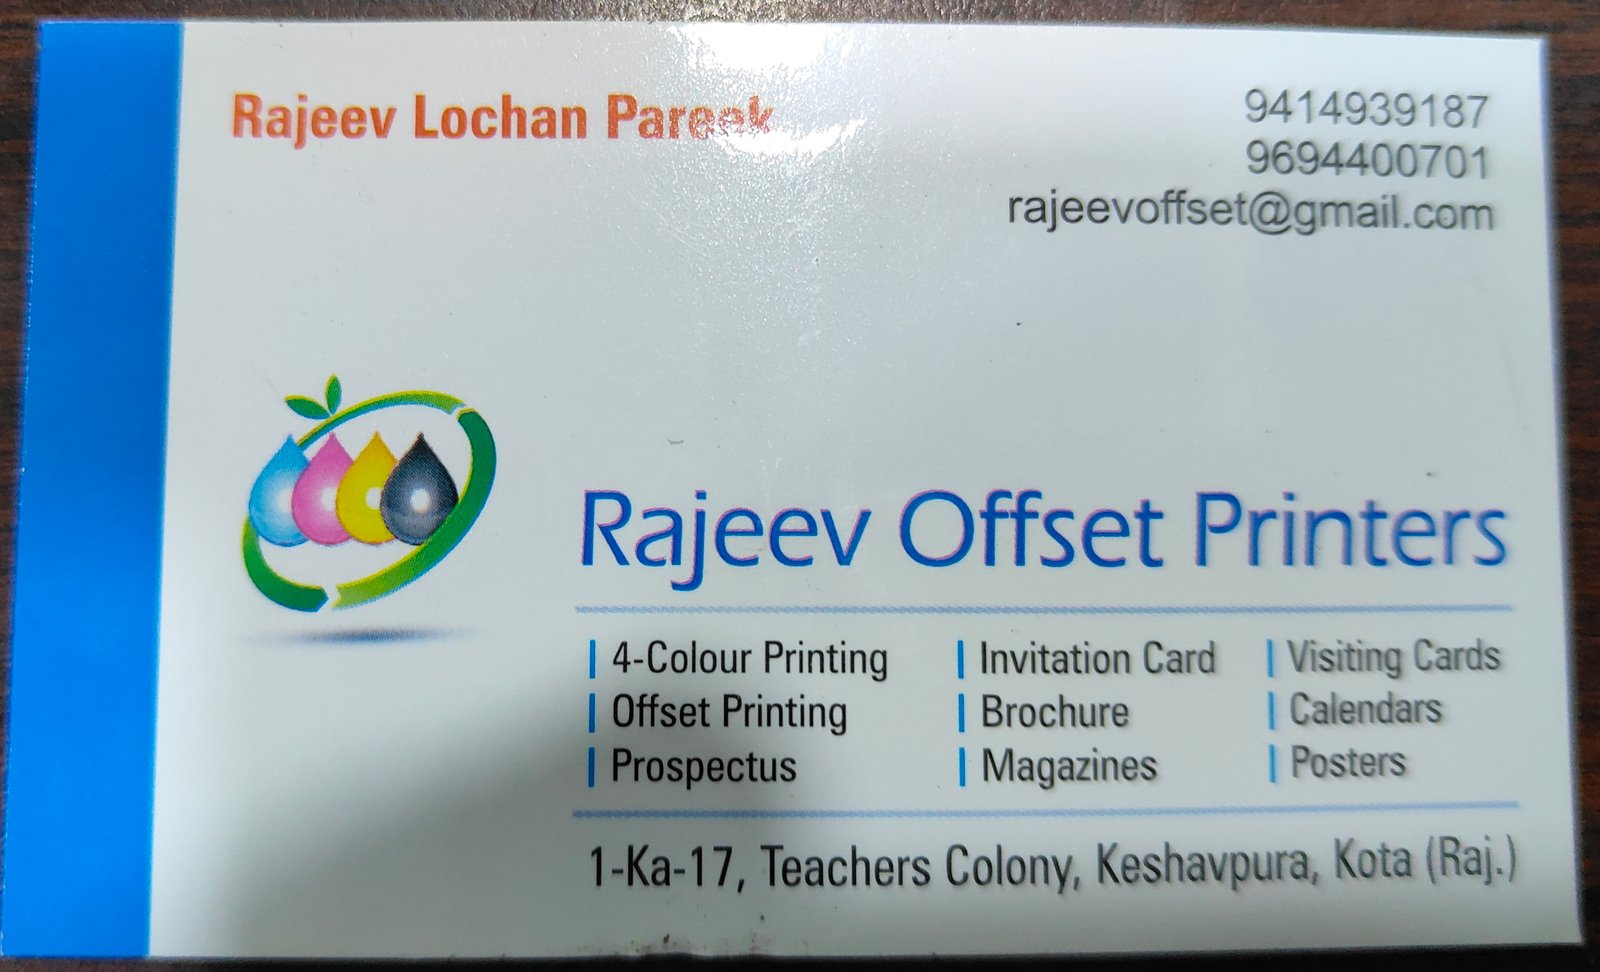 Rajeev Lochan Pareek
9414939187
9694400701
rajeevoffset@gmail.com
Rajeev Offset Printers
| 4-Colour Printing | Invitation Card | Visiting Cards
| Offset Printing | Brochure | Calendars
| Prospectus | Magazines | Posters
1-Ka-17, Teachers Colony, Keshavpura, Kota (Raj.)